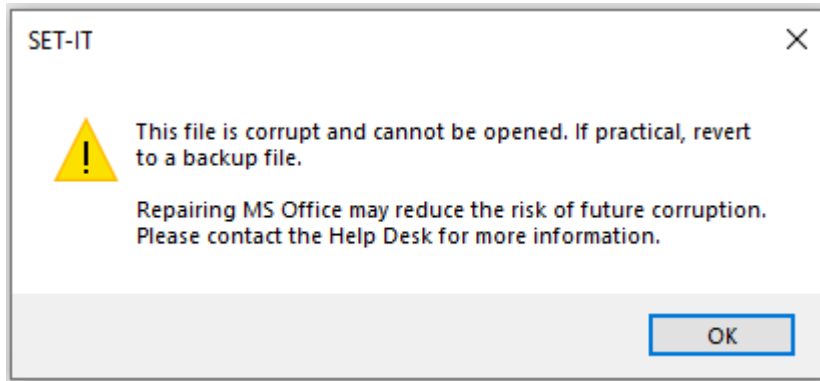 SET-IT
This file is corrupt and cannot be opened. If practical, revert
to a backup file.
Repairing MS Office may reduce the risk of future corruption.
Please contact the Help Desk for more information.
OK